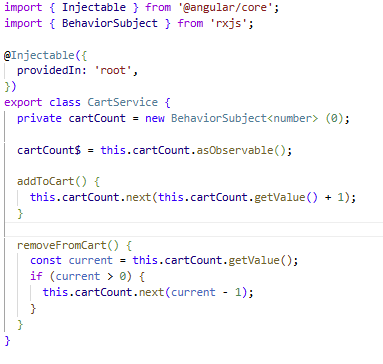 import { Injectable } from '@angular/core';
import { BehaviorSubject } from 'rxjs';

@Injectable({
  providedIn: 'root',
})
export class CartService {
  private cartCount = new BehaviorSubject<number> (0);

  cartCount$ = this.cartCount.asObservable();

  addToCart() {
    this.cartCount.next(this.cartCount.getValue() + 1);
  }

  removeFromCart() {
    const current = this.cartCount.getValue();
    if (current > 0) {
      this.cartCount.next(current - 1);
    }
  }
}